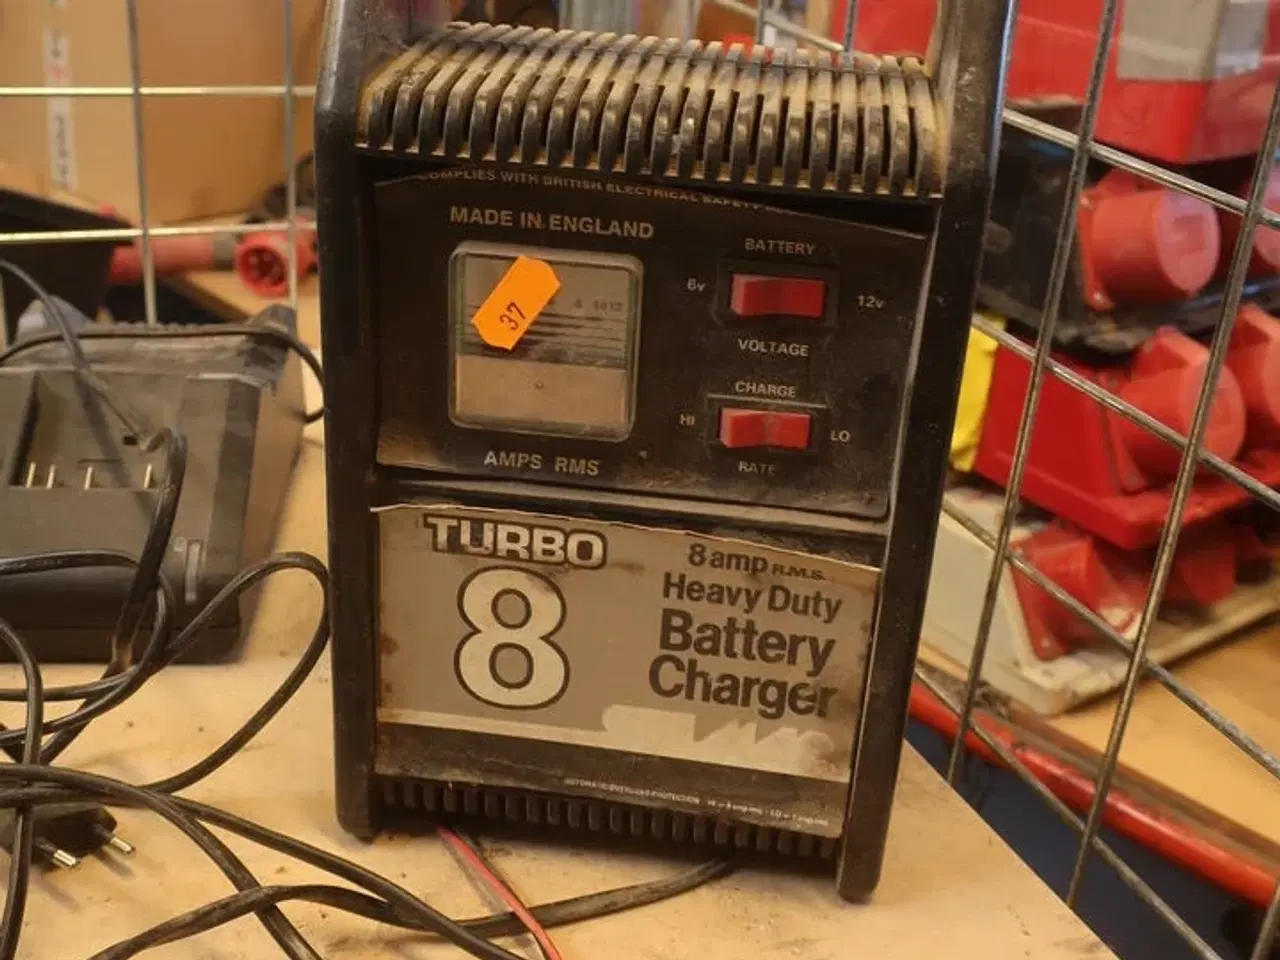 COMPLIES WITH BRITISH ELECTRICAL SAFETY
MADE IN ENGLAND
BATTERY
6v
12v
VOLTAGE
37
CHARGE
HI
LO
RATE
AMPS RMS
TURBO
8
8 amp R.M.S.
Heavy Duty
Battery
Charger